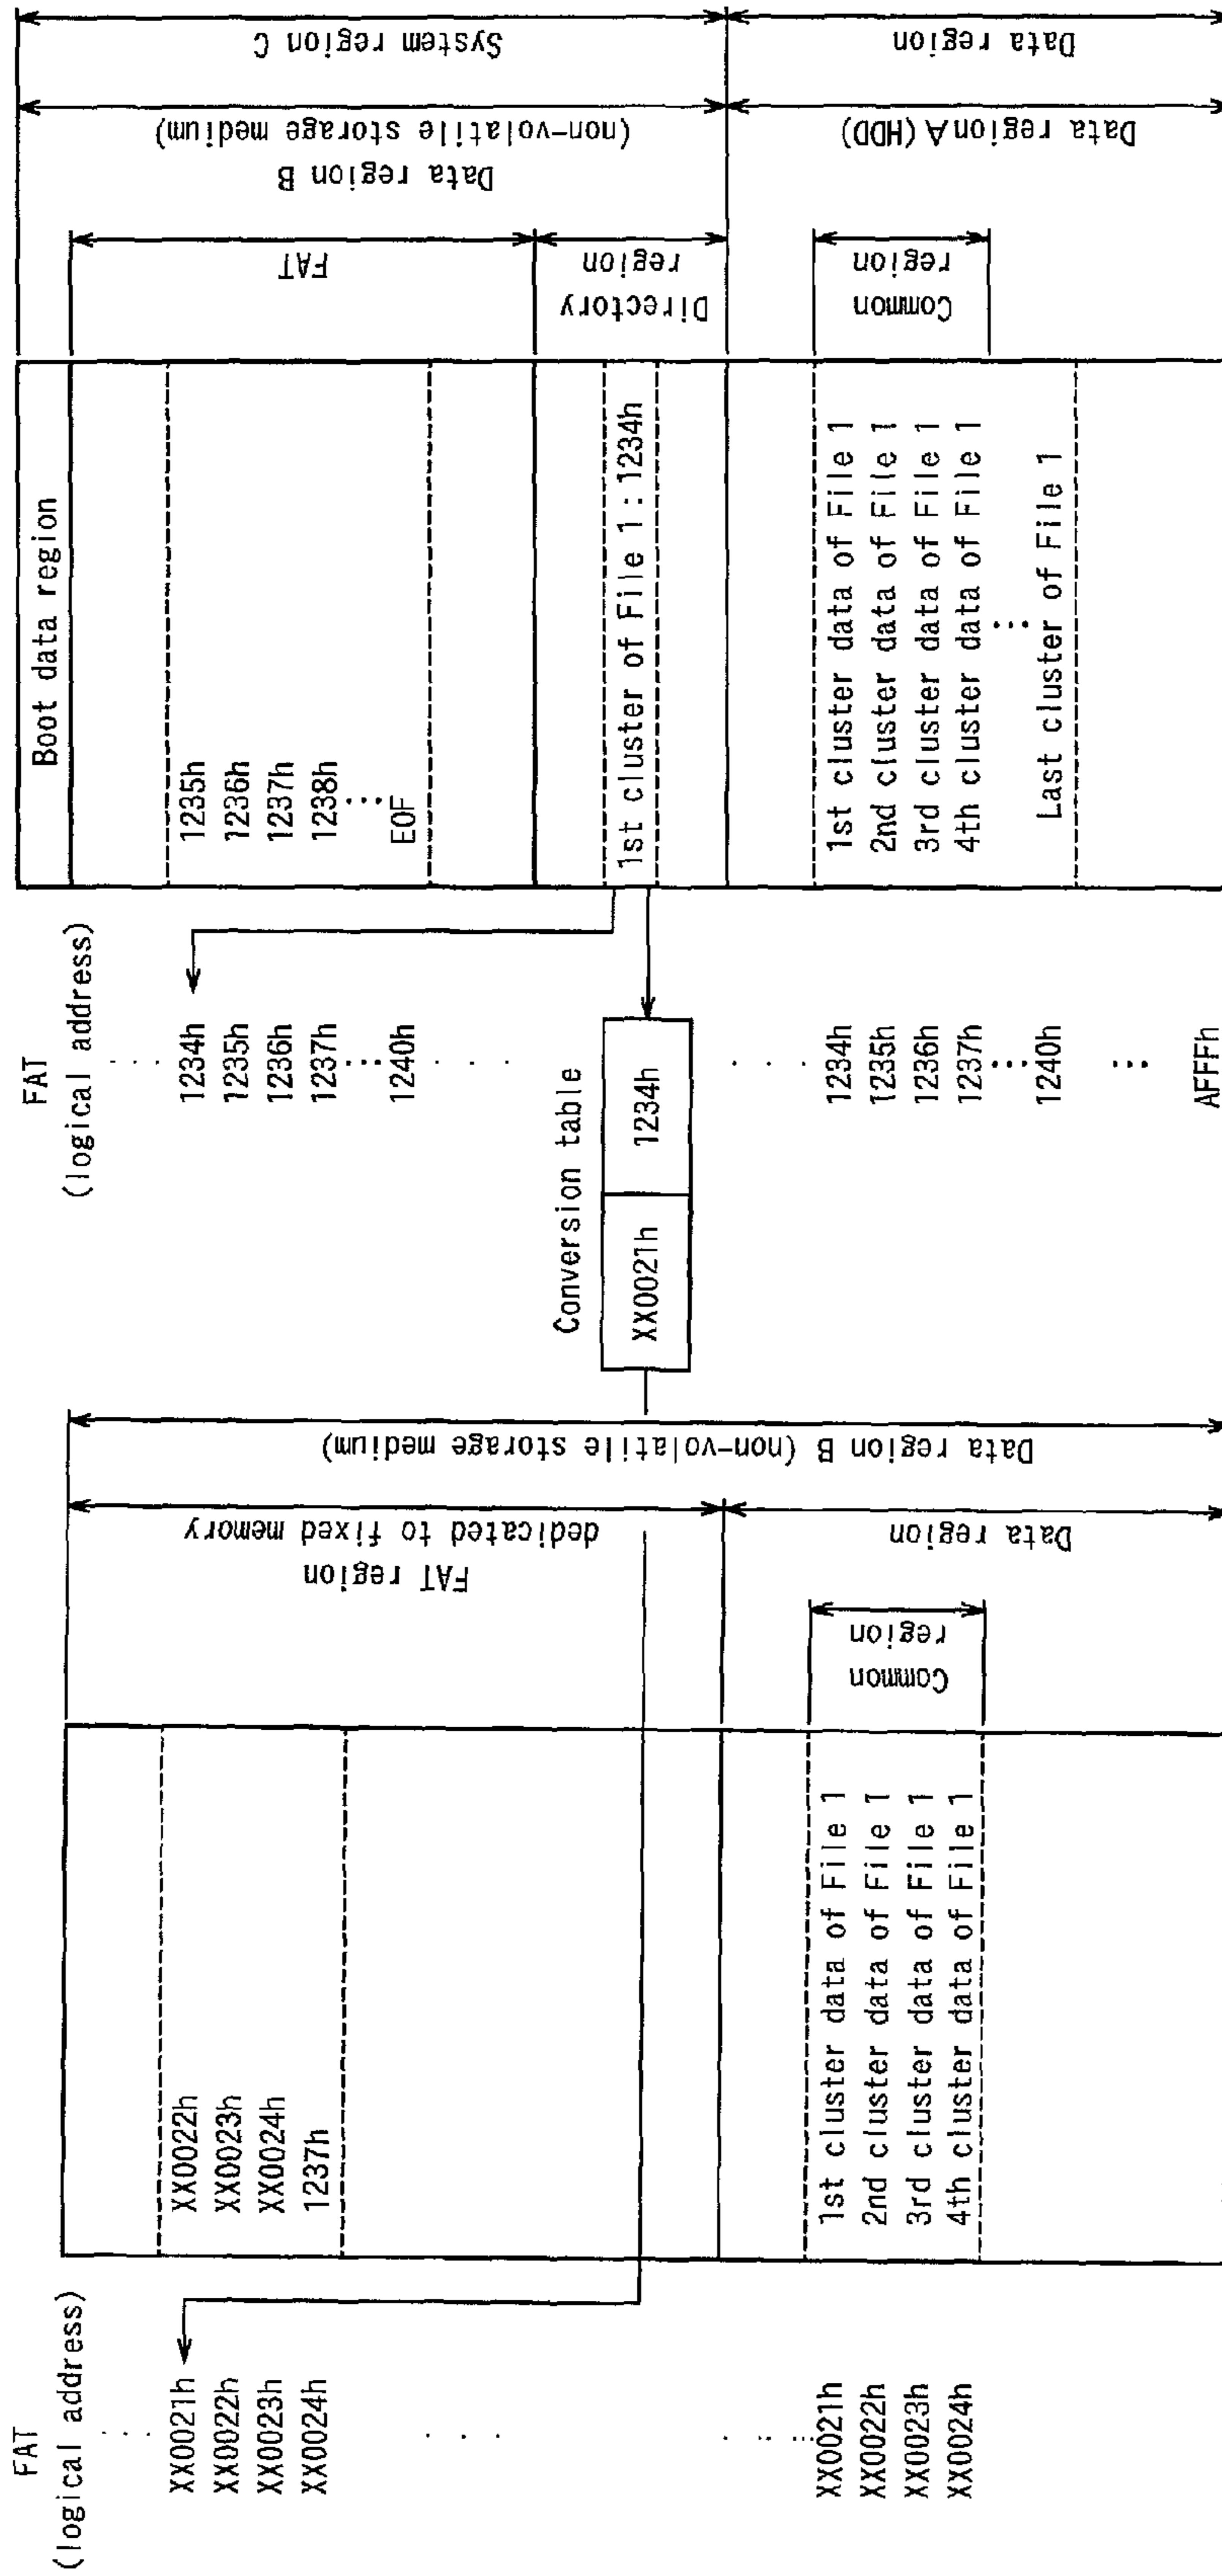 FAT
(logical address)
XX0021h
XX0022h
XX0023h
XX0024h
XX0021h
XX0022h
XX0023h
XX0024h
XX0022h
XX0023h
XX0024h
1237h
1st cluster data of File 1
2nd cluster data of File 1
3rd cluster data of File 1
4th cluster data of File 1
FAT region
dedicated to fixed memory
Common
region
Data region
Data region B (non-volatile storage medium)
Conversion table
XX0021h
1234h
FAT
(logical address)
1234h
1235h
1236h
1237h
1240h
1234h
1235h
1236h
1237h
1240h
AFFFh
Boot data region
1235h
1236h
1237h
1238h
EOF
1st cluster of File 1:1234h
1st cluster data of File 1
2nd cluster data of File 1
3rd cluster data of File 1
4th cluster data of File 1
Last cluster of File 1
FAT
Directory
region
Common
region
Data region B
(non-volatile storage medium)
Data region A (HDD)
System region C
Data region